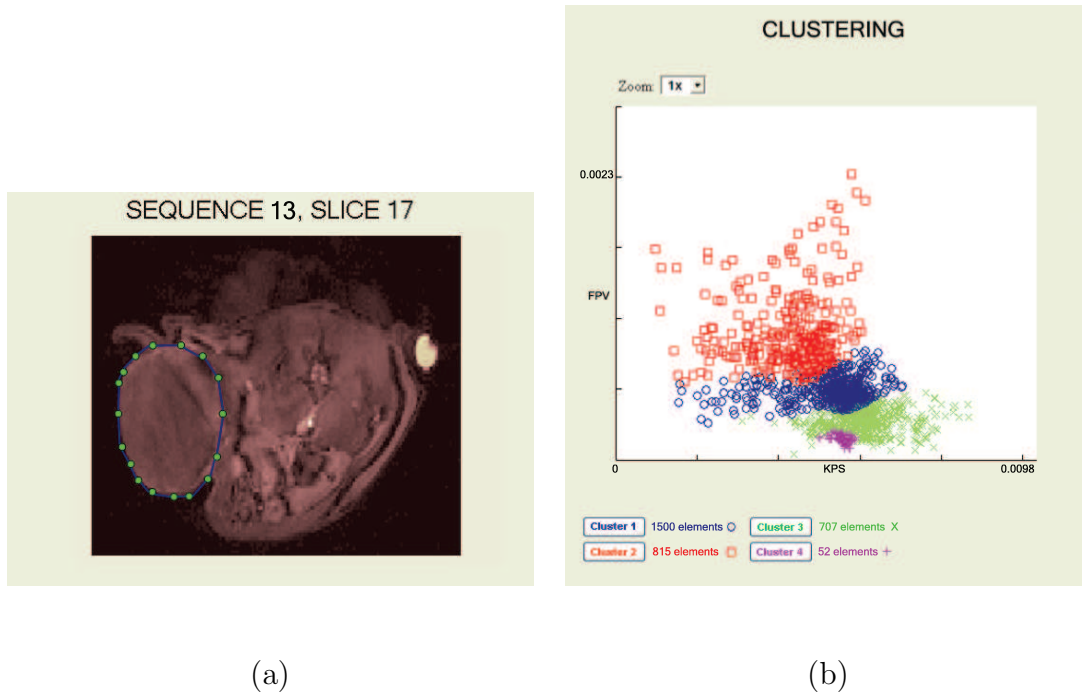 SEQUENCE 13, SLICE 17
(a)
CLUSTERING
Zoom: 1x
0.0023
FPV
0
KPS
0.0098
Cluster 1 1500 elements Cluster 3 707 elements
Cluster 2 815 elements Cluster 4 52 elements
(b)